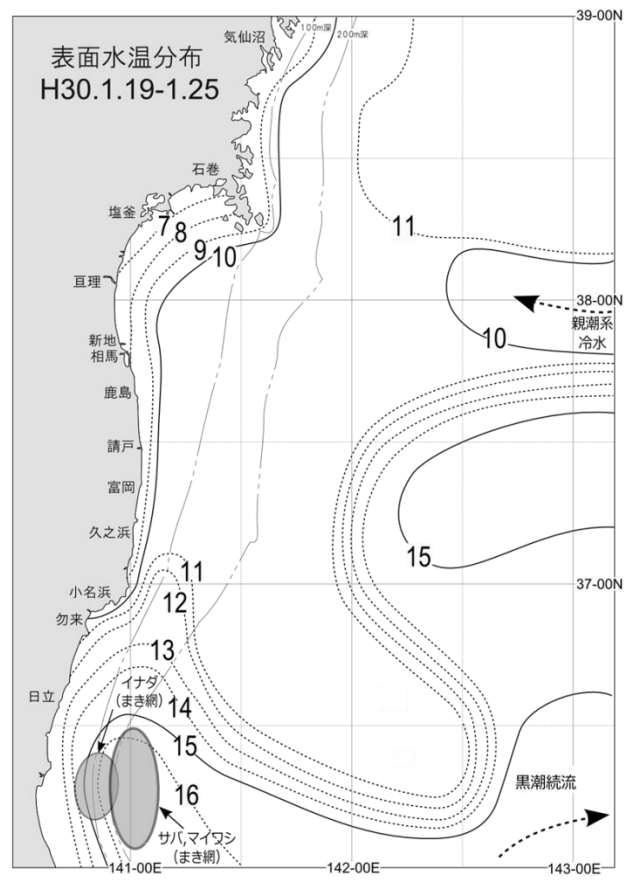 表面水温分布
H30.1.19-1.25
気仙沼
100m深
200m深
39-00N
石巻
塩釜
7
8
9
10
11
亘理
38-00N
親潮系
冷水
10
新地
相馬
鹿島
請戸
富岡
久之浜
15
37-00N
小名浜
勿来
11
12
13
日立
イナダ
(まき網)
14
15
16
黒潮続流
サバ,マイワシ
(まき網)
141-00E
142-00E
143-00E